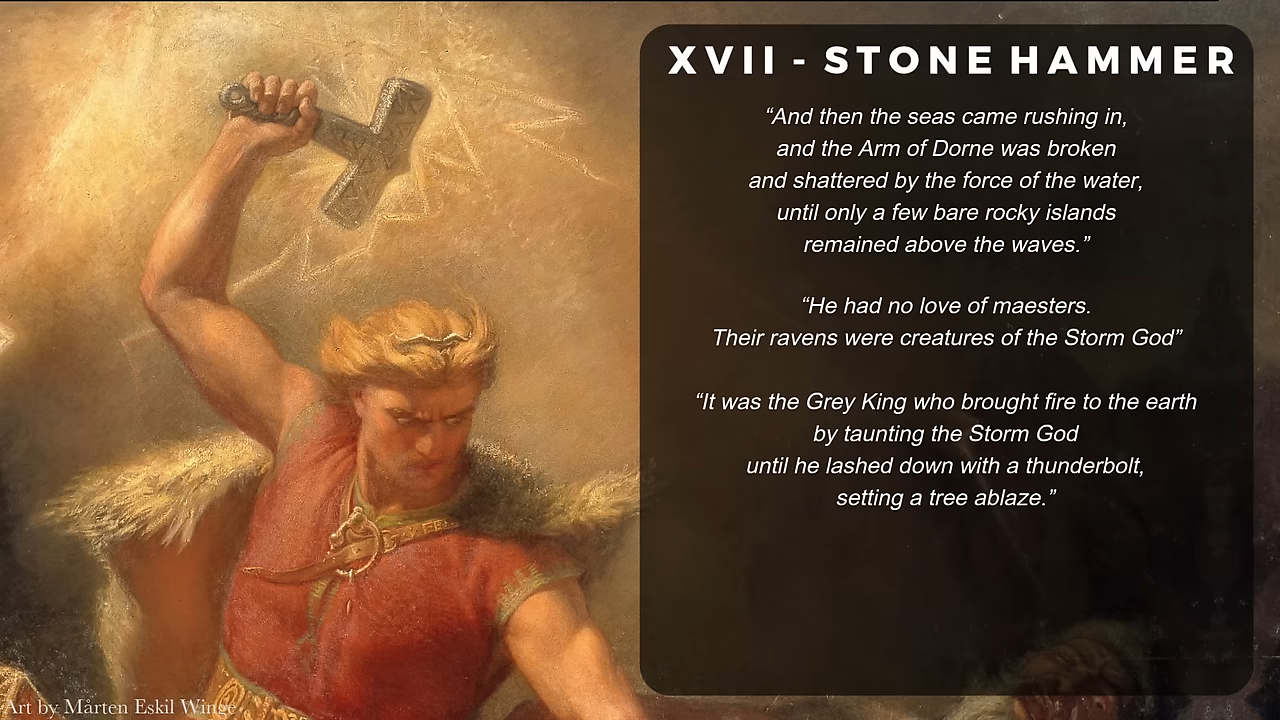 XVII - STONE HAMMER
“And then the seas came rushing in,
and the Arm of Dorne was broken
and shattered by the force of the water,
until only a few bare rocky islands
remained above the waves.”
“He had no love of maesters.
Their ravens were creatures of the Storm God”
“It was the Grey King who brought fire to the earth
by taunting the Storm God
until he lashed down with a thunderbolt,
setting a tree ablaze.”
Art by Mårten Eskil Winge